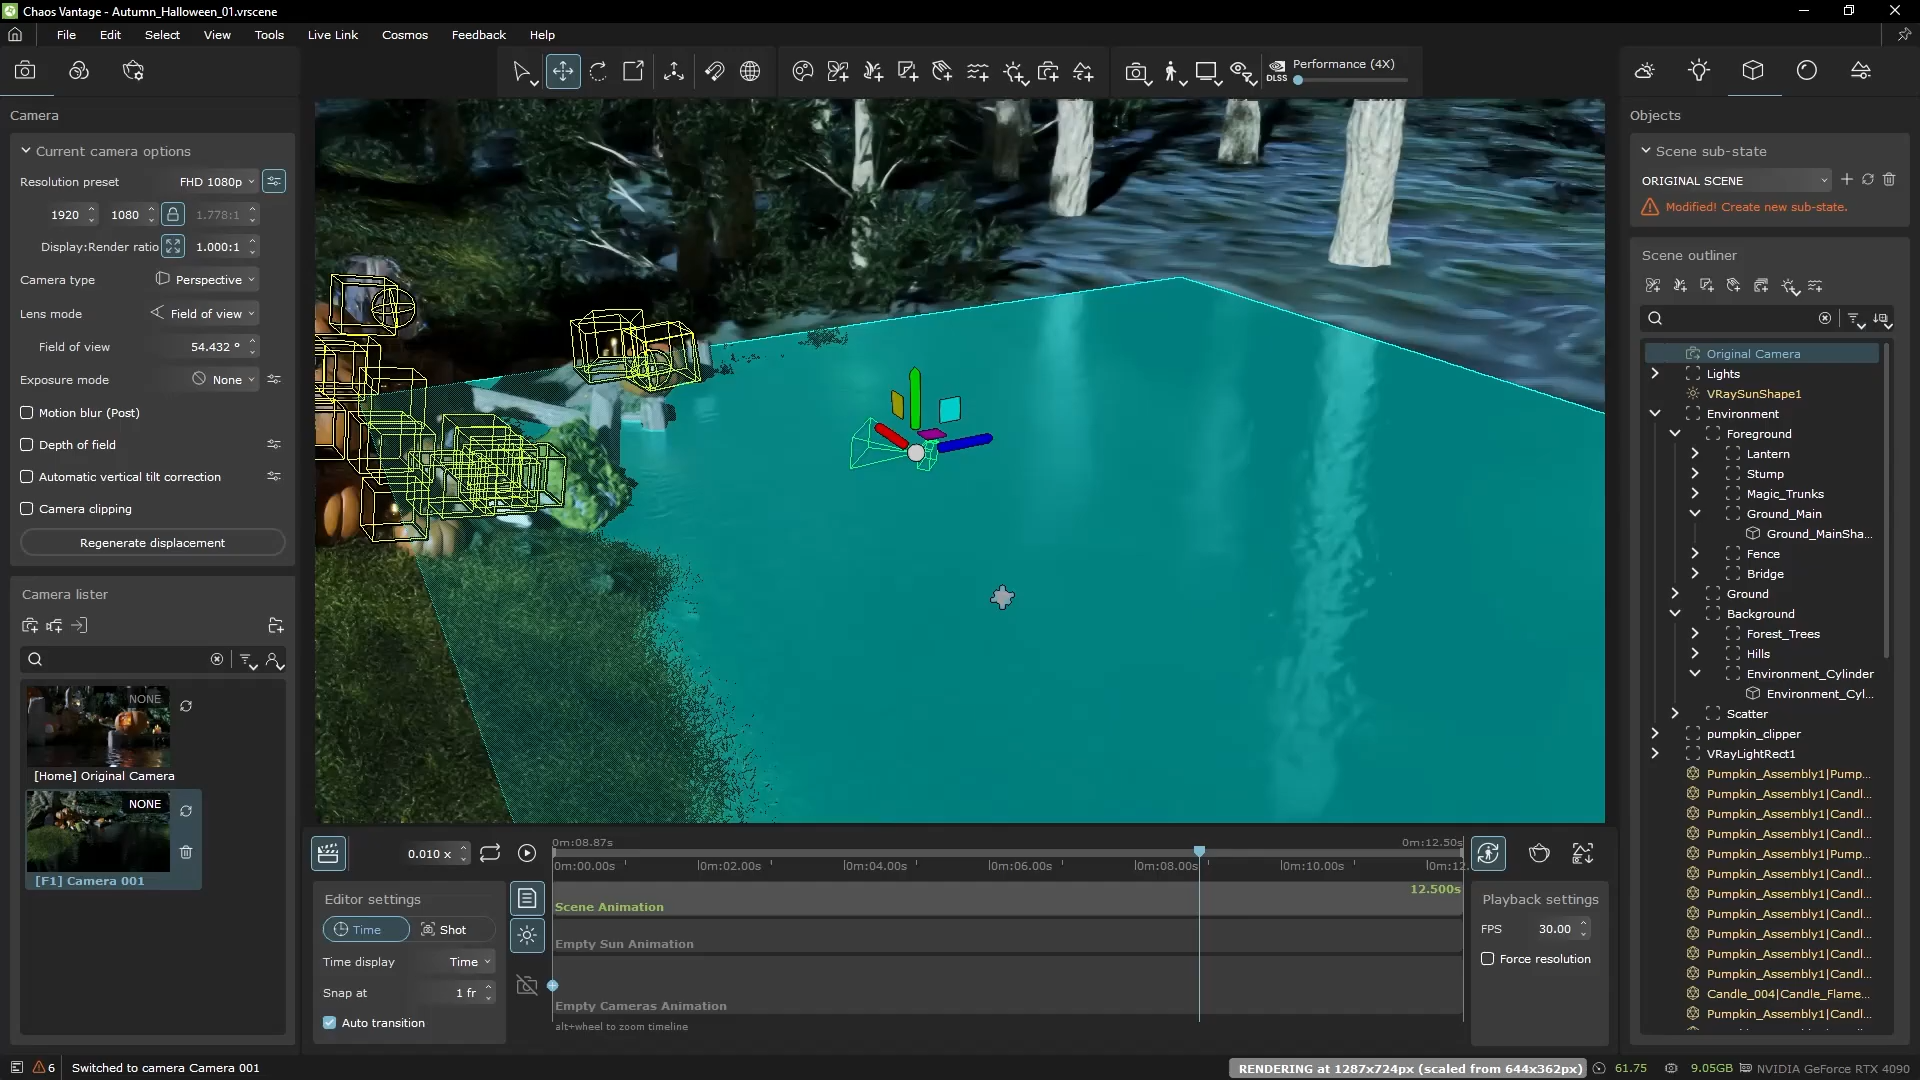 Chaos Vantage - Autumn_Halloween_01.vrscene
File Edit Select View Tools Live Link Cosmos Feedback Help
DLSS
Performance (4X)
Camera
Current camera options
Resolution preset FHD 1080p
1920 1080 1.778:1
Display:Render ratio 1.000:1
Camera type Perspective
Lens mode Field of view
Field of view 54.432 °
Exposure mode None
Motion blur (Post)
Depth of field
Automatic vertical tilt correction
Camera clipping
Regenerate displacement
Camera lister
NONE
[Home] Original Camera
NONE
[F1] Camera 001
0.010 x
0m:08.87s 0m:12.50s
0m:00.00s 0m:02.00s 0m:04.00s 0m:06.00s 0m:08.00s 0m:10.00s 0m:12.
12.500s
Scene Animation
Empty Sun Animation
Empty Cameras Animation
alt+wheel to zoom timeline
Editor settings
Time Shot
Time display Time
Snap at 1 fr
Auto transition
Playback settings
FPS 30.00
Force resolution
Objects
Scene sub-state
ORIGINAL SCENE
Modified! Create new sub-state.
Scene outliner
Original Camera
Lights
VRaySunShape1
Environment
Foreground
Lantern
Stump
Magic_Trunks
Ground_Main
Ground_MainSha...
Fence
Bridge
Ground
Background
Forest_Trees
Hills
Environment_Cylinder
Environment_Cyl...
Scatter
pumpkin_clipper
VRayLightRect1
Pumpkin_Assembly1|Pump...
Pumpkin_Assembly1|Candl...
Pumpkin_Assembly1|Candl...
Pumpkin_Assembly1|Candl...
Pumpkin_Assembly1|Pump...
Pumpkin_Assembly1|Candl...
Pumpkin_Assembly1|Candl...
Pumpkin_Assembly1|Candl...
Pumpkin_Assembly1|Candl...
Pumpkin_Assembly1|Candl...
Pumpkin_Assembly1|Candl...
Candle_004|Candle_Flame...
Pumpkin_Assembly1|Candl...
6 Switched to camera Camera 001
RENDERING at 1287x724px (scaled from 644x362px) 61.75 9.05GB NVIDIA GeForce RTX 4090